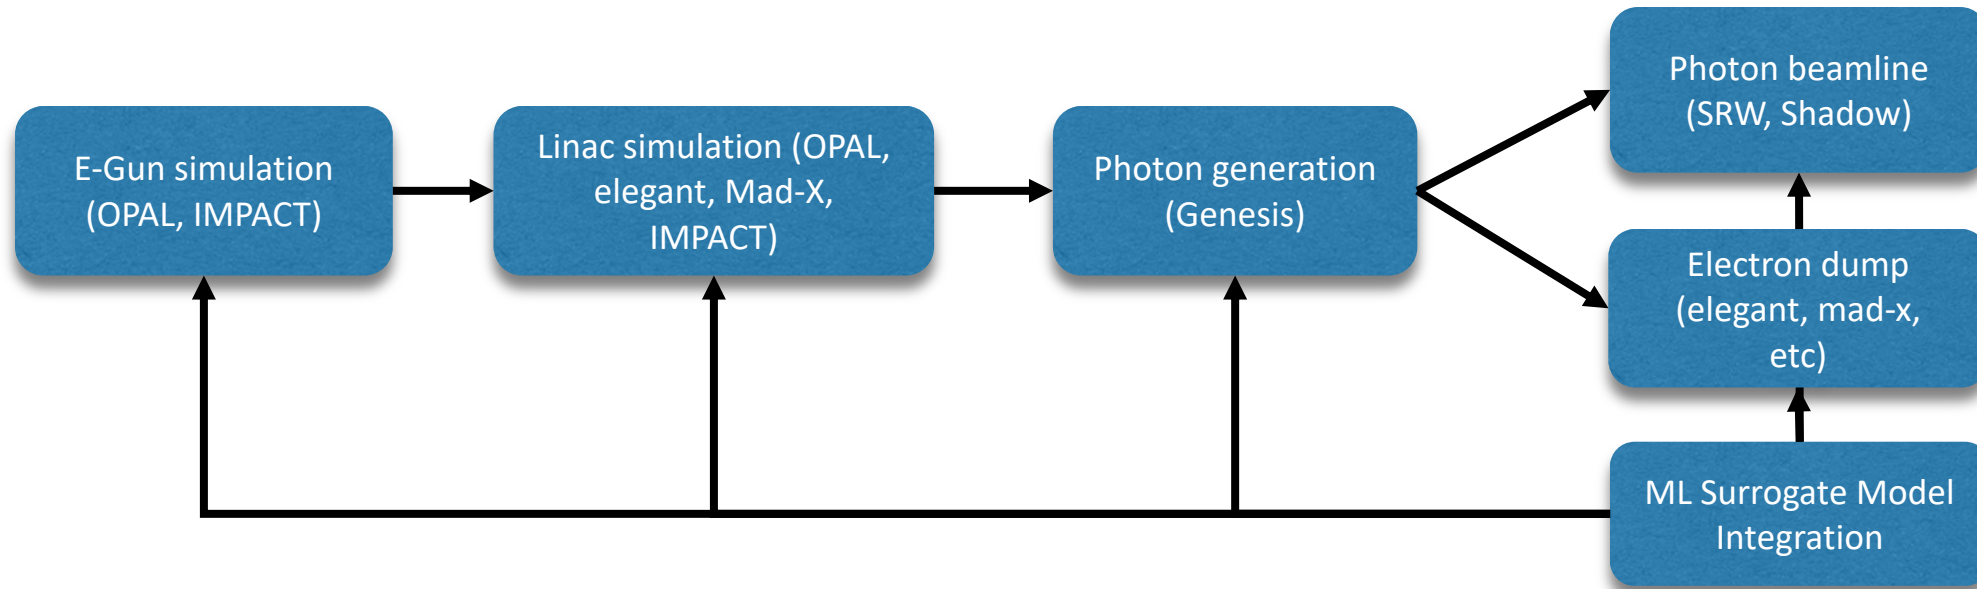 E-Gun simulation
(OPAL, IMPACT)
Linac simulation (OPAL,
elegant, Mad-X,
IMPACT)
Photon generation
(Genesis)
Photon beamline
(SRW, Shadow)
Electron dump
(elegant, mad-x,
etc)
ML Surrogate Model
Integration